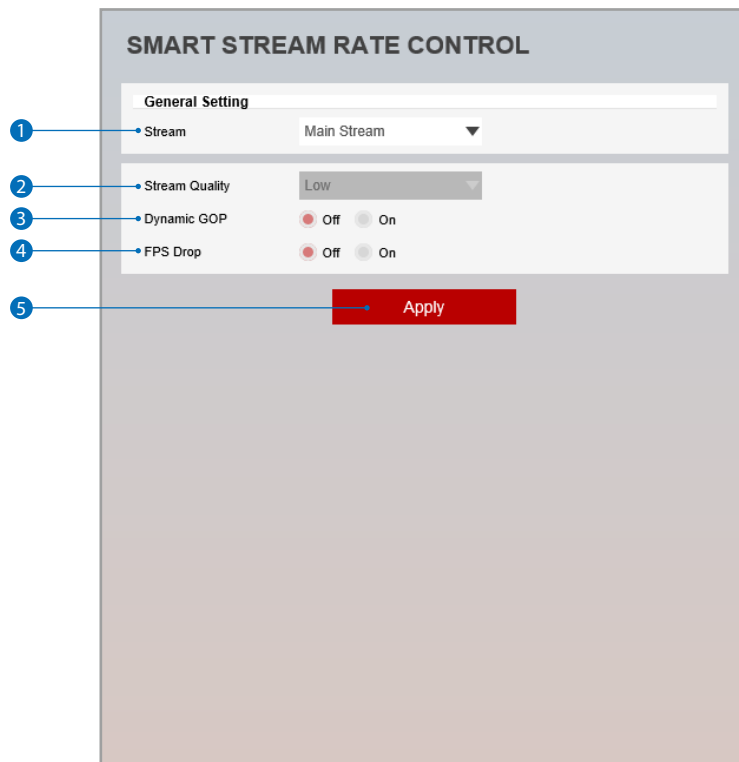 SMART STREAM RATE CONTROL
General Setting
1 Stream Main Stream
2 Stream Quality Low
3 Dynamic GOP Off On
4 FPS Drop Off On
5 Apply